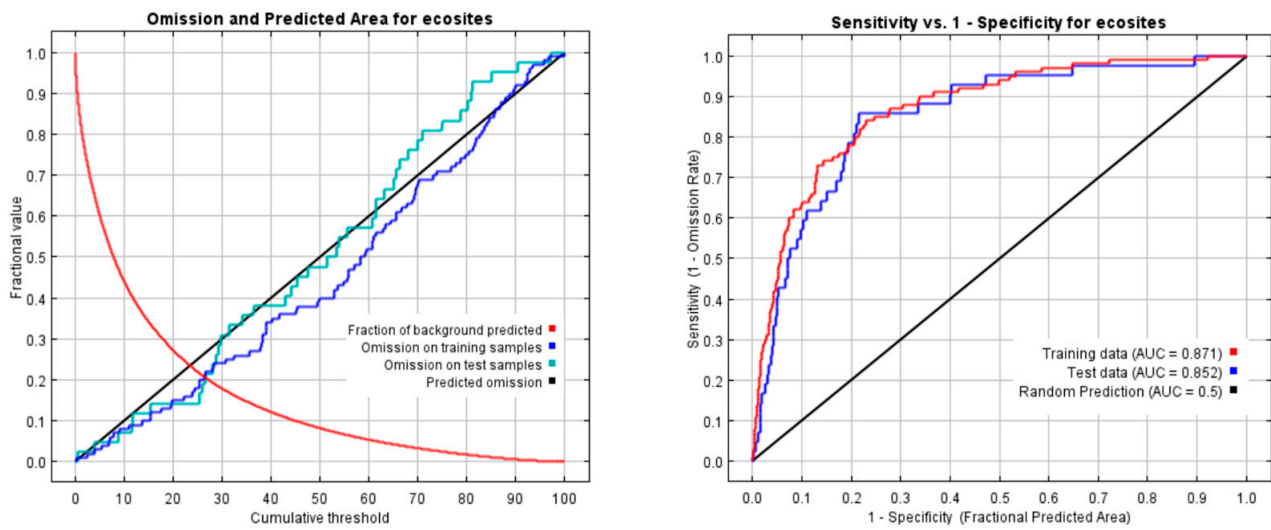 Omission and Predicted Area for ecosites
1.0
0.9
0.8
0.7
0.6
0.5
0.4
0.3
0.2
0.1
0.0
Fractional value
Fraction of background predicted
Omission on training samples
Omission on test samples
Predicted omission
0 10 20 30 40 50 60 70 80 90 100
Cumulative threshold
Sensitivity vs. 1 - Specificity for ecosites
1.0
0.9
0.8
0.7
0.6
0.5
0.4
0.3
0.2
0.1
0.0
Sensitivity (1 - Omission Rate)
Training data (AUC = 0.871)
Test data (AUC = 0.852)
Random Prediction (AUC = 0.5)
0.0 0.1 0.2 0.3 0.4 0.5 0.6 0.7 0.8 0.9 1.0
1 - Specificity (Fractional Predicted Area)